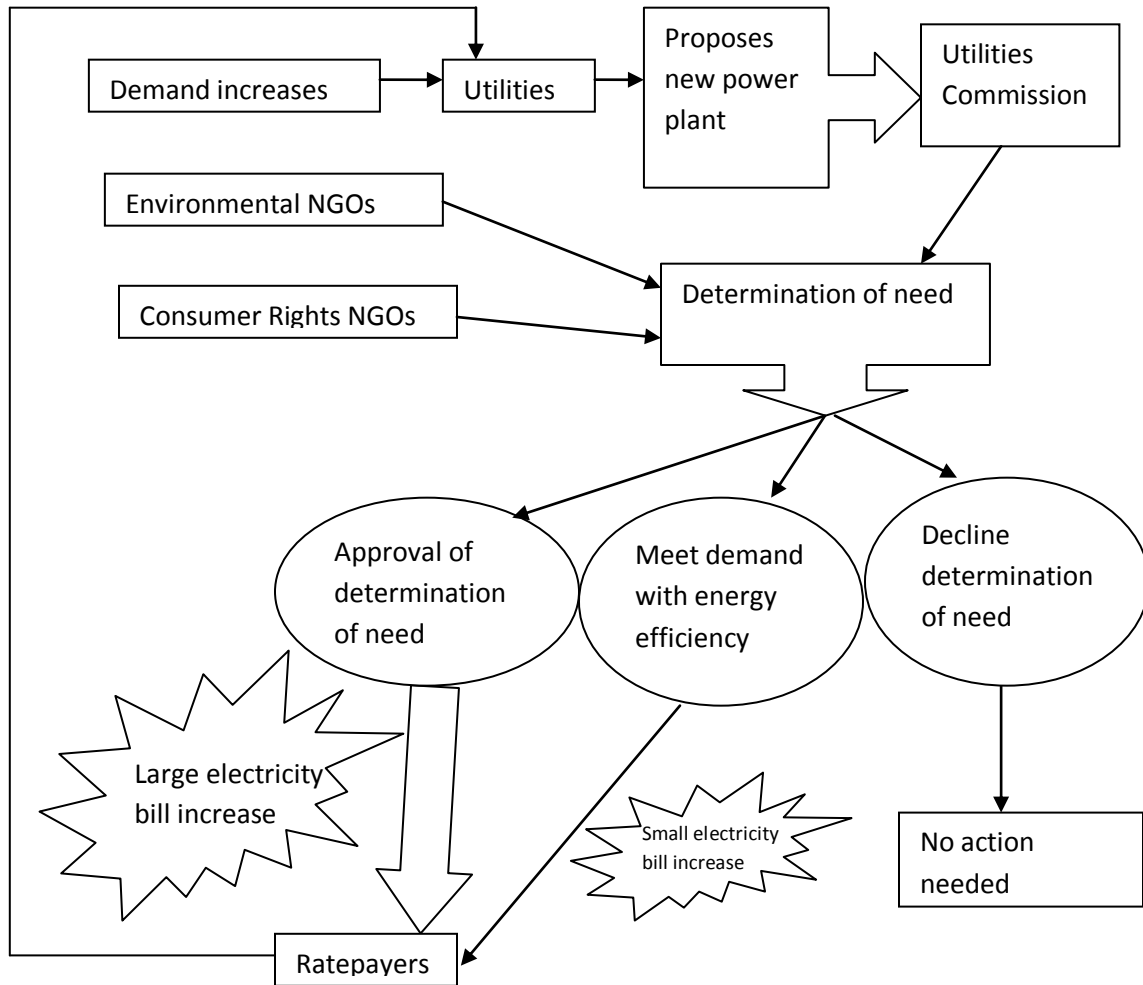 Demand increases
Utilities
Proposes
new power
plant
Utilities
Commission
Environmental NGOs
Consumer Rights NGOs
Determination of need
Approval of
determination
of need
Meet demand
with energy
efficiency
Decline
determination
of need
Large electricity
bill increase
Small electricity
bill increase
No action
needed
Ratepayers